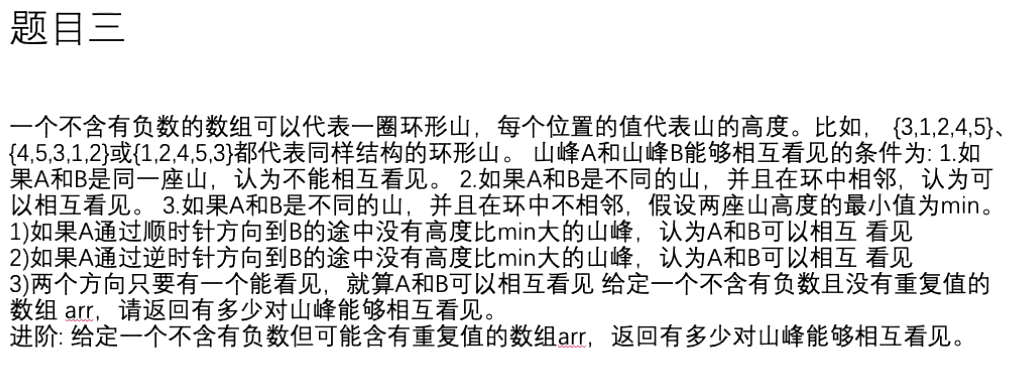 题目三
一个不含有负数的数组可以代表一圈环形山，每个位置的值代表山的高度。比如， {3,1,2,4,5}、
{4,5,3,1,2}或{1,2,4,5,3}都代表同样结构的环形山。 山峰A和山峰B能够相互看见的条件为: 1.如
果A和B是同一座山，认为不能相互看见。 2.如果A和B是不同的山，并且在环中相邻，认为可
以相互看见。 3.如果A和B是不同的山，并且在环中不相邻，假设两座山高度的最小值为min。
1)如果A通过顺时针方向到B的途中没有高度比min大的山峰，认为A和B可以相互 看见
2)如果A通过逆时针方向到B的途中没有高度比min大的山峰，认为A和B可以相互 看见
3)两个方向只要有一个能看见，就算A和B可以相互看见 给定一个不含有负数且没有重复值的
数组 arr，请返回有多少对山峰能够相互看见。
进阶: 给定一个不含有负数但可能含有重复值的数组arr，返回有多少对山峰能够相互看见。